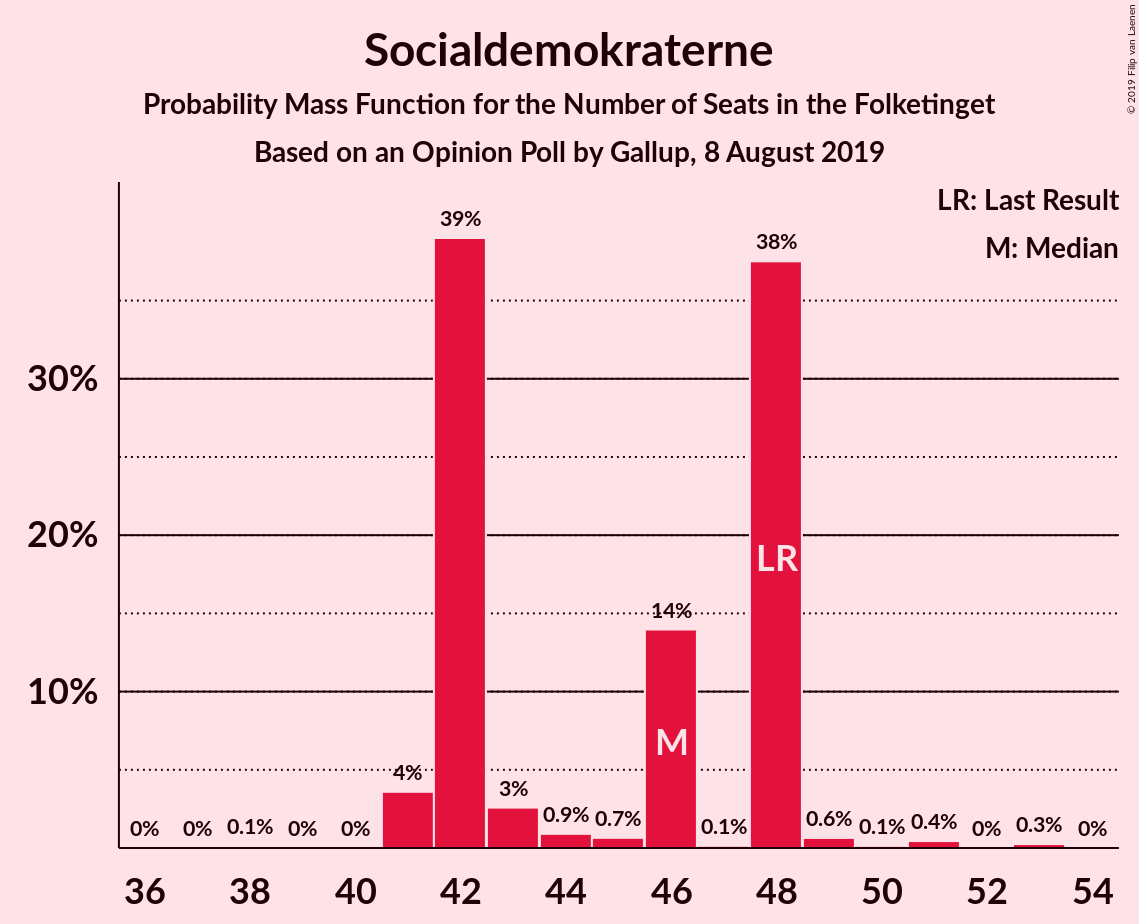 Socialdemokraterne
Probability Mass Function for the Number of Seats in the Folketinget
Based on an Opinion Poll by Gallup, 8 August 2019
© 2019 Filip van Laenen
LR: Last Result
M: Median
39%
38%
30%
20%
LR
14%
10%
M
4%
3%
0.9%
0.7%
0.6%
0.4%
0% 0% 0.1% 0% 0% 0.1% 0.1% 0% 0.3% 0%
36 38 40 42 44 46 48 50 52 54